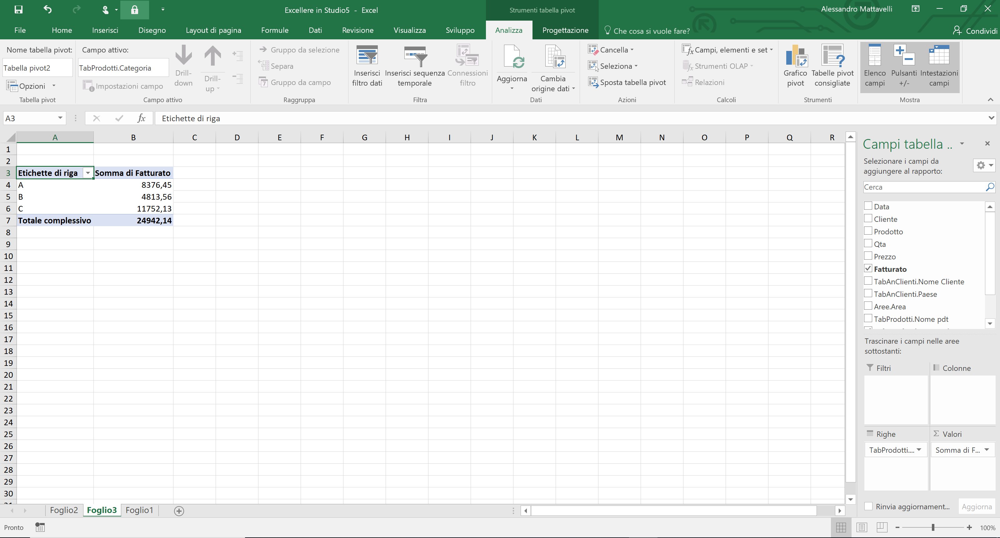 Excellere in Studio5 - Excel
Strumenti tabella pivot
Alessandro Mattavelli
File Home Inserisci Disegno Layout di pagina Formule Dati Revisione Visualizza Sviluppo Analizza Progettazione Che cosa si vuole fare? Condividi
Nome tabella pivot:
Tabella pivot2
Opzioni
Tabella pivot
Campo attivo:
TabProdotti.Categoria
Impostazioni campo
Drill-
down
Drill-
up
Campo attivo
Gruppo da selezione
Separa
7 Gruppo da campo
Raggruppa
Inserisci
filtro dati
Inserisci sequenza
temporale
Connessioni
filtro
Filtra
Aggiorna
Cambia
origine dati
Dati
Cancella
Seleziona
Sposta tabella pivot
Azioni
fx Campi, elementi e set
fx Strumenti OLAP
Relazioni
Calcoli
Grafico
pivot
Tabelle pivot
consigliate
Strumenti
Elenco
campi
Pulsanti
+/-
Intestazioni
campi
Mostra
A3
fx
Etichette di riga
A B C D E F G H I J K L M N O P Q R
1
2
3 Etichette di riga Somma di Fatturato
4 A 8376,45
5 B 4813,56
6 C 11752,13
7 Totale complessivo 24942,14
8
9
10
11
12
13
14
15
16
17
18
19
20
21
22
23
24
25
26
27
28
29
30
Campi tabella ..
Selezionare i campi da
aggiungere al rapporto:
Cerca
Data
Cliente
Prodotto
Qta
Prezzo
Fatturato
TabAnClienti.Nome Cliente
TabAnClienti.Paese
Aree.Area
TabProdotti.Nome pdt
Trascinare i campi nelle aree
sottostanti:
Filtri
Colonne
Righe
Σ Valori
TabProdotti....
Somma di F...
Rinvia aggiornament...
Aggiorna
Foglio2 Foglio3 Foglio1
Pronto
100%